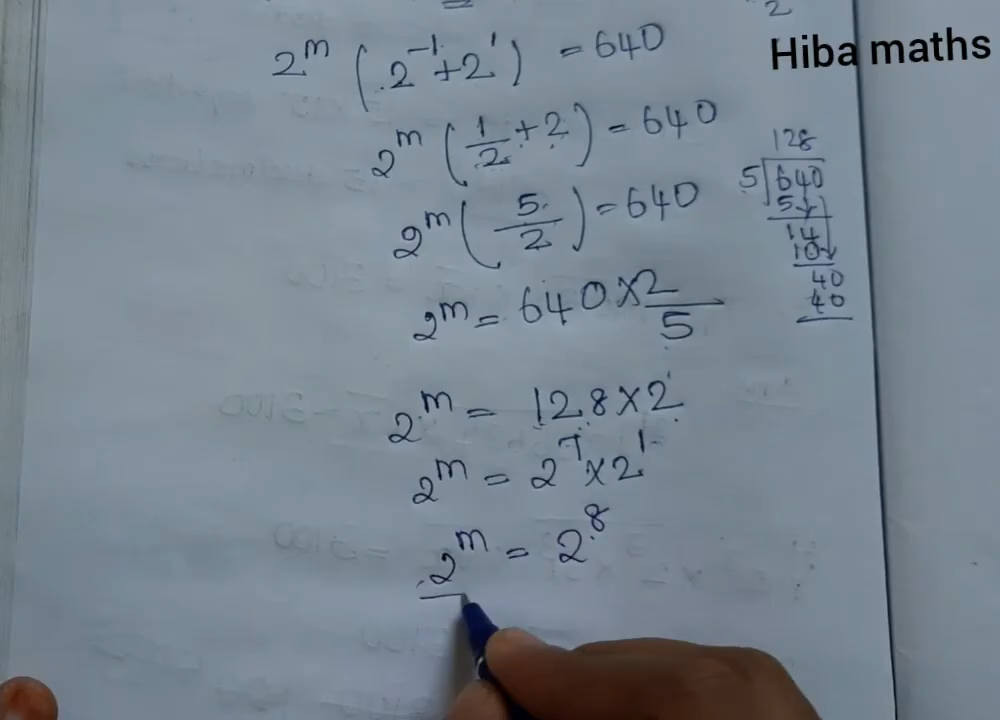 2
Hiba maths
2^m (2^-1 + 2^1) = 640
2^m (1/2 + 2) = 640
2^m (5/2) = 640
2^m = 640 × 2/5
2^m = 128 × 2
2^m = 2^7 × 2^1
2^m = 2^8
128
5)640
5
14
10
40
40